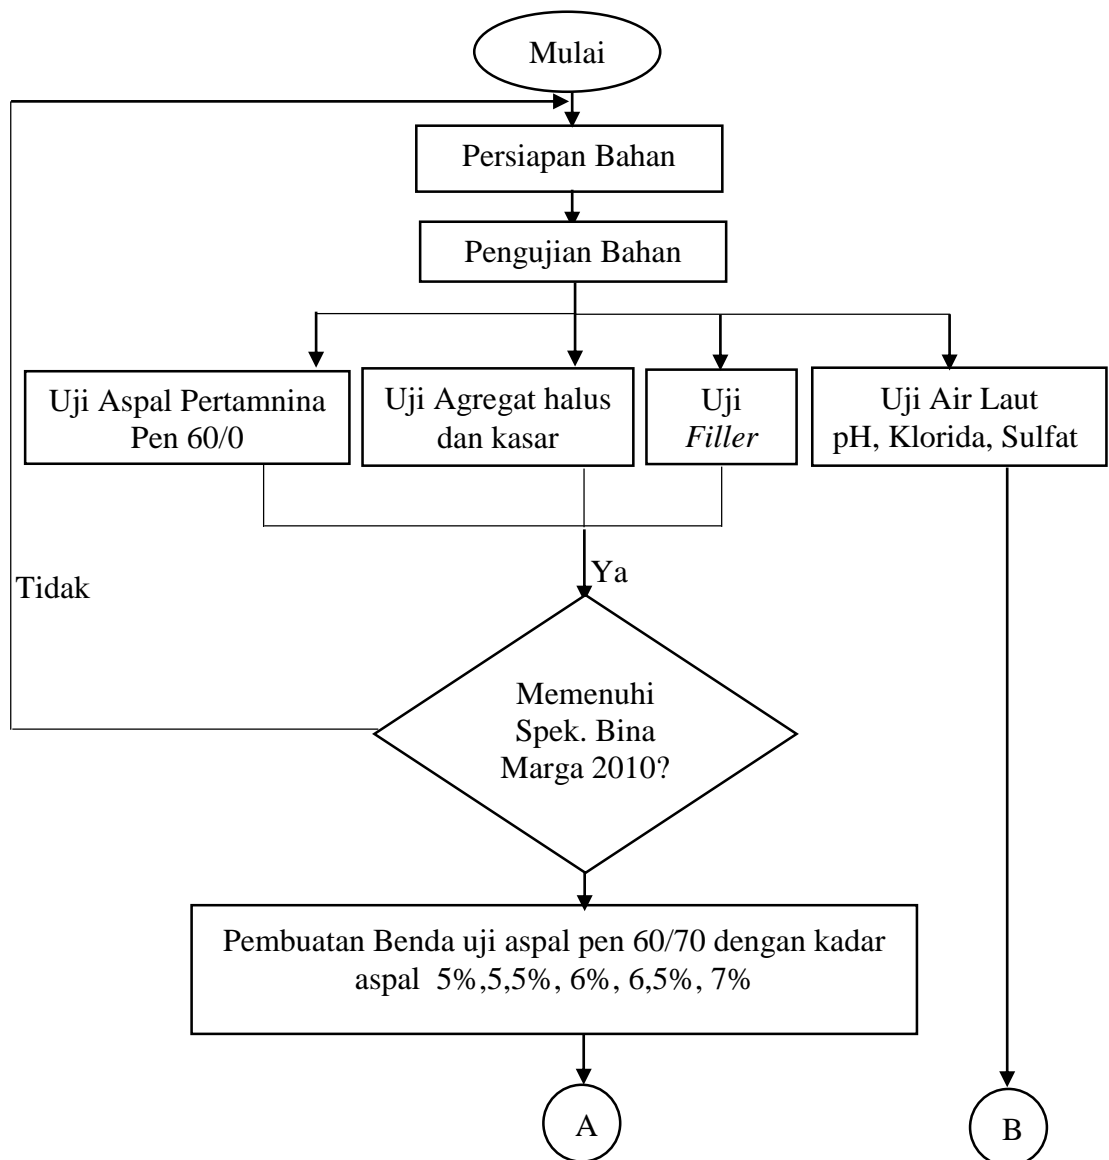 Mulai
Persiapan Bahan
Pengujian Bahan
Uji Aspal Pertamnina
Pen 60/0
Uji Agregat halus
dan kasar
Uji
Filler
Uji Air Laut
pH, Klorida, Sulfat
Ya
Tidak
Memenuhi
Spek. Bina
Marga 2010?
Pembuatan Benda uji aspal pen 60/70 dengan kadar
aspal 5%,5,5%, 6%, 6,5%, 7%
A
B